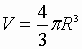 V = 4/3 πR³